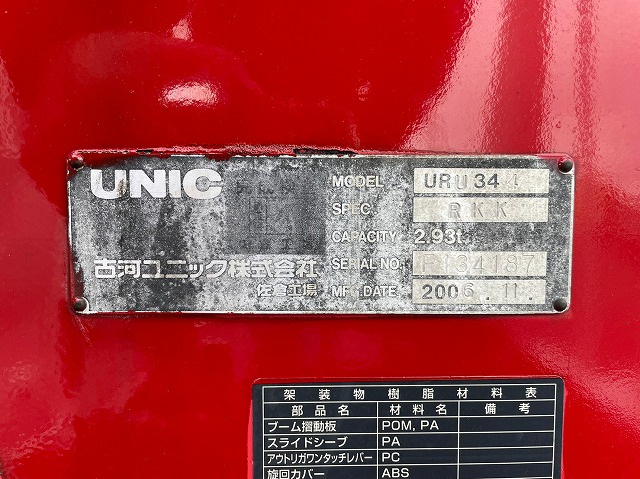 UNIC
MODEL URU34
SPEC. RKK
CAPACITY 2.93t
古河ユニック株式会社 SERIAL NO.
佐倉工場 MF. DATE 2006.11.
架装物樹脂材料表
部品名 材料名 備考
ブーム摺動板 POM, PA
スライドシーブ PA
アウトリガワンタッチレバー PC
旋回カバー ABS